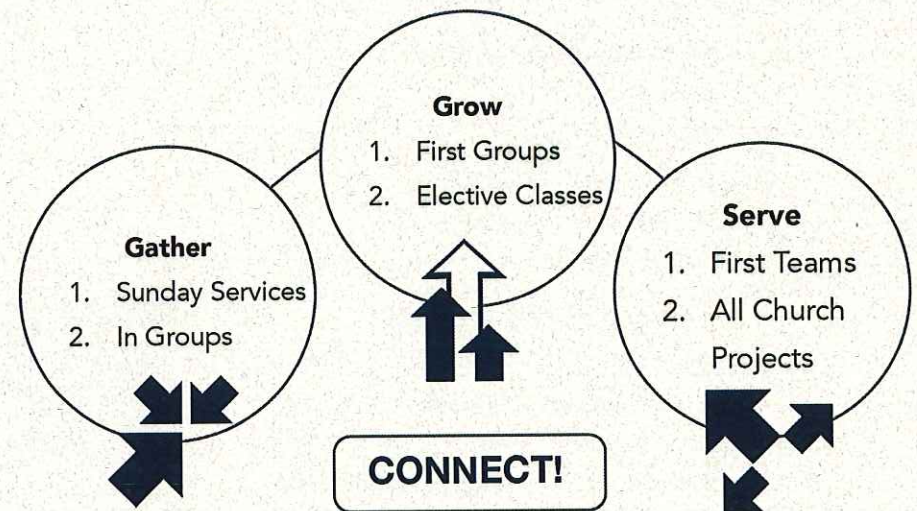 Grow
1. First Groups
2. Elective Classes
Gather
1. Sunday Services
2. In Groups
Serve
1. First Teams
2. All Church
Projects
CONNECT!